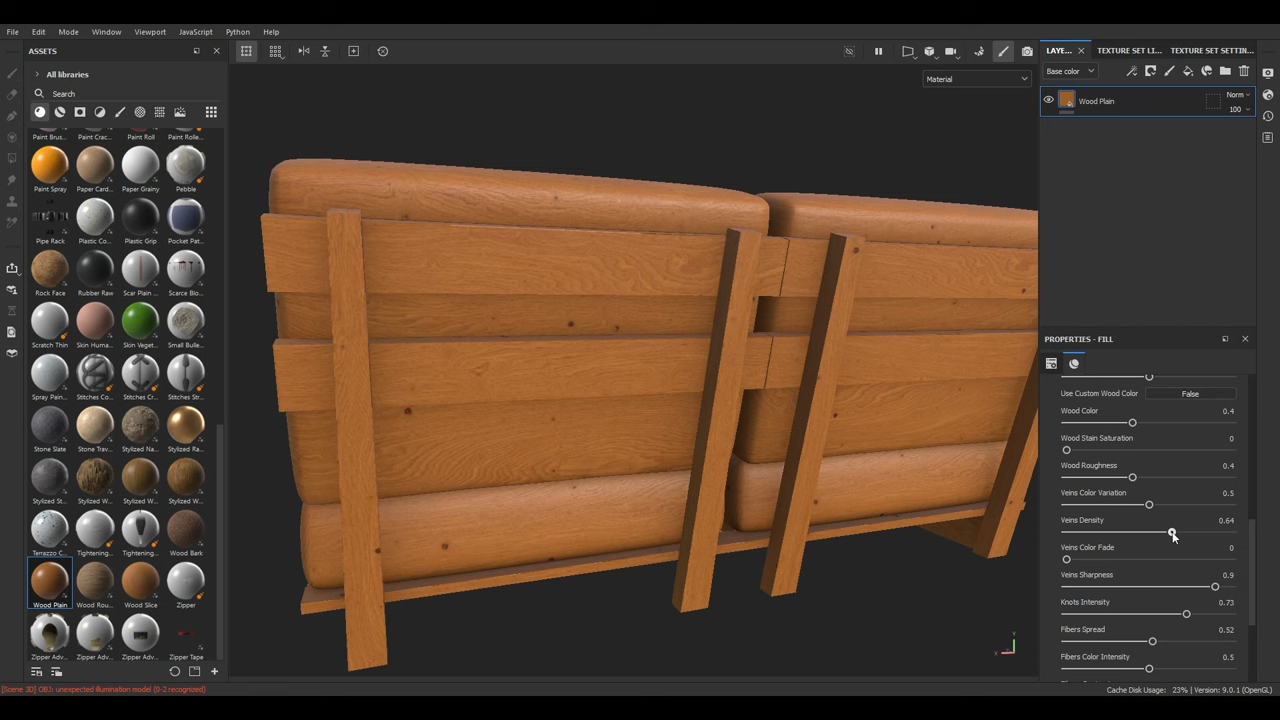 File Edit Mode Window Viewport JavaScript Python Help
ASSETS
All libraries
Search
Paint Brus... Paint Crac... Paint Roll Paint Rolle...
Paint Spray Paper Card... Paper Grainy Pebble
Pipe Rack Plastic Co... Plastic Grip Pocket Pat...
Rock Face Rubber Raw Scar Plain ... Scarce Blo...
Scratch Thin Skin Huma... Skin Veget... Small Bulle...
Spray Pain... Stitches Co... Stitches Cr... Stitches Str...
Stone Slate Stone Trav... Stylized Na... Stylized Ra...
Stylized St... Stylized W... Stylized W... Stylized W...
Terrazzo C... Tightening... Tightening... Wood Bark
Wood Plain Wood Rou... Wood Slice Zipper
Zipper Adv... Zipper Adv... Zipper Adv... Zipper Tape
[Scene 3D] OBJ: unexpected illumination model (0-2 recognized)
Material
Y
X
LAYE... TEXTURE SET LI... TEXTURE SET SETTIN...
Base color
Wood Plain
Norm
100
PROPERTIES - FILL
Use Custom Wood Color False
Wood Color 0.4
Wood Stain Saturation 0
Wood Roughness 0.4
Veins Color Variation 0.5
Veins Density 0.64
Veins Color Fade 0
Veins Sharpness 0.9
Knots Intensity 0.73
Fibers Spread 0.52
Fibers Color Intensity 0.5
Cache Disk Usage: 23% | Version: 9.0.1 (OpenGL)